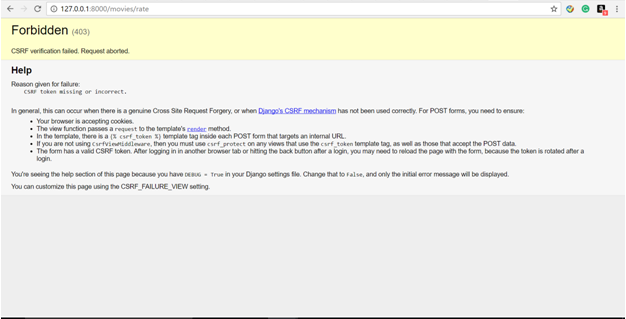 127.0.0.1:8000/movies/rate
Forbidden (403)
CSRF verification failed. Request aborted.
Help
Reason given for failure:
CSRF token missing or incorrect.
In general, this can occur when there is a genuine Cross Site Request Forgery, or when Django's CSRF mechanism has not been used correctly. For POST forms, you need to ensure:
• Your browser is accepting cookies.
• The view function passes a request to the template's render method.
• In the template, there is a {% csrf_token %} template tag inside each POST form that targets an internal URL.
• If you are not using CsrfViewMiddleware, then you must use csrf_protect on any views that use the csrf_token template tag, as well as those that accept the POST data.
• The form has a valid CSRF token. After logging in in another browser tab or hitting the back button after a login, you may need to reload the page with the form, because the token is rotated after a
login.
You're seeing the help section of this page because you have DEBUG = True in your Django settings file. Change that to False, and only the initial error message will be displayed.
You can customize this page using the CSRF_FAILURE_VIEW setting.